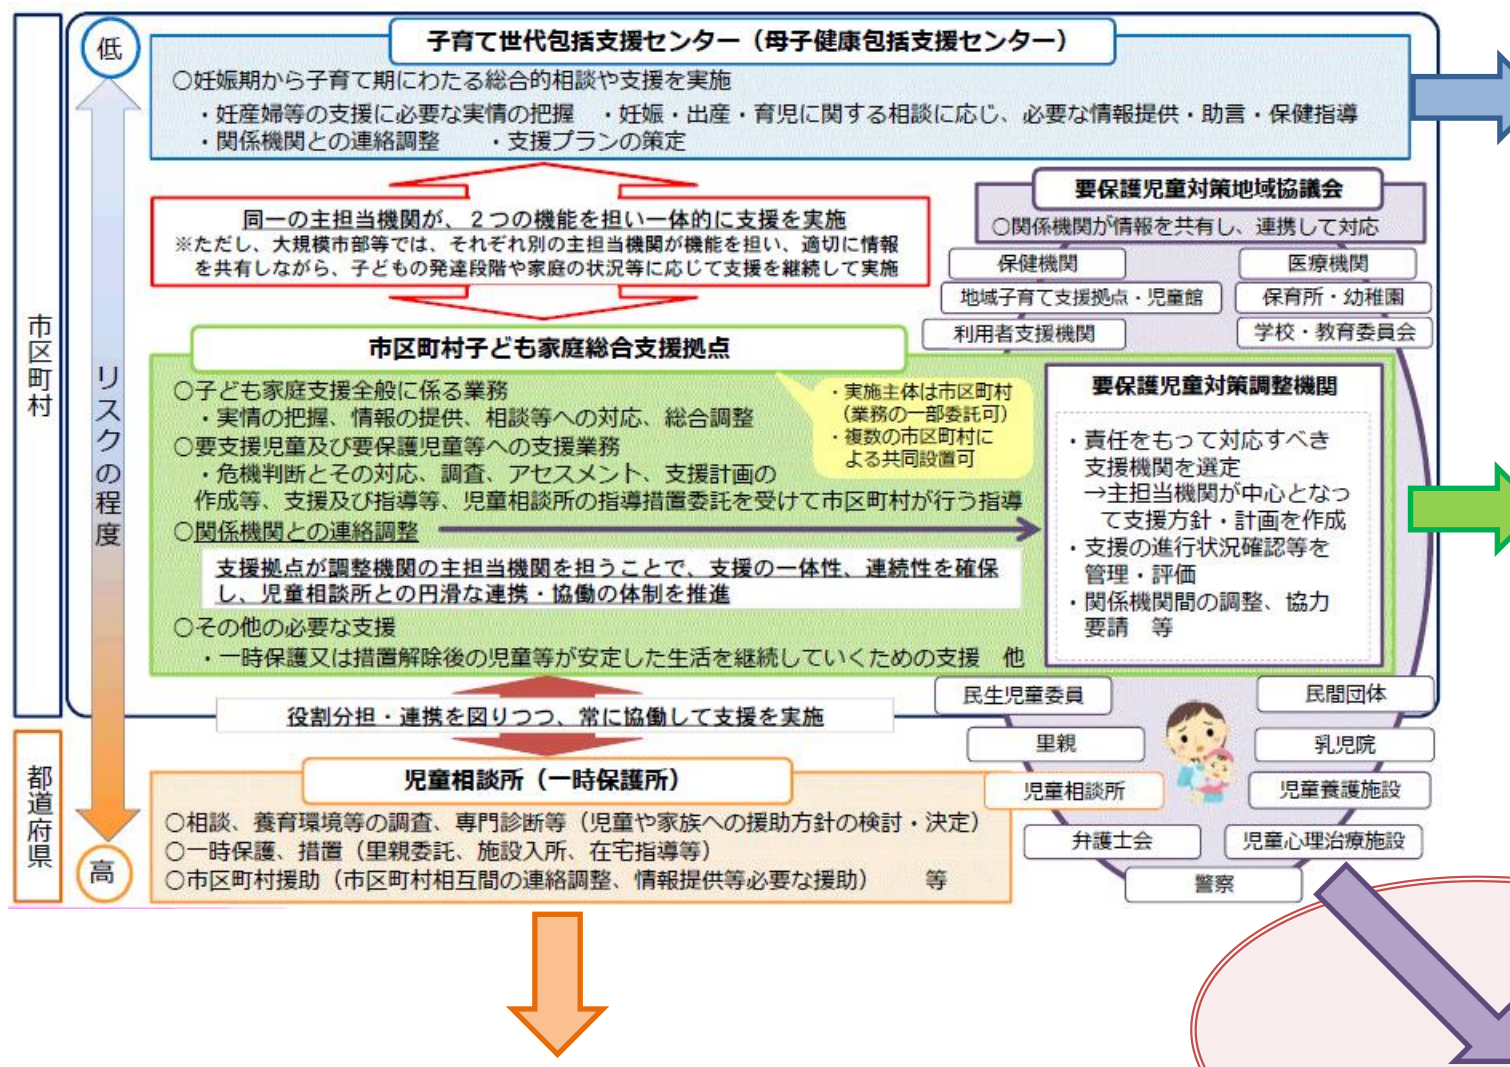 市区町村
都道府県
低
リスクの程度
高
子育て世代包括支援センター（母子健康包括支援センター）
○妊娠期から子育て期にわたる総合的相談や支援を実施
・妊産婦等の支援に必要な実情の把握　・妊娠・出産・育児に関する相談に応じ、必要な情報提供・助言・保健指導
・関係機関との連絡調整　・支援プランの策定
同一の主担当機関が、２つの機能を担い一体的に支援を実施
※ただし、大規模市部等では、それぞれ別の主担当機関が機能を担い、適切に情報
を共有しながら、子どもの発達段階や家庭の状況等に応じて支援を継続して実施
市区町村子ども家庭総合支援拠点
○子ども家庭支援全般に係る業務
・実情の把握、情報の提供、相談等への対応、総合調整
○要支援児童及び要保護児童等への支援業務
・危機判断とその対応、調査、アセスメント、支援計画の
作成等、支援及び指導等、児童相談所の指導措置委託を受けて市区町村が行う指導
○関係機関との連絡調整
支援拠点が調整機関の主担当機関を担うことで、支援の一体性、連続性を確保
し、児童相談所との円滑な連携・協働の体制を推進
○その他の必要な支援
・一時保護又は措置解除後の児童等が安定した生活を継続していくための支援　他
・実施主体は市区町村
（業務の一部委託可）
・複数の市区町村に
よる共同設置可
役割分担・連携を図りつつ、常に協働して支援を実施
児童相談所（一時保護所）
○相談、養育環境等の調査、専門診断等（児童や家族への援助方針の検討・決定）
○一時保護、措置（里親委託、施設入所、在宅指導等）
○市区町村援助（市区町村相互間の連絡調整、情報提供等必要な援助）　等
要保護児童対策地域協議会
○関係機関が情報を共有し、連携して対応
保健機関
医療機関
地域子育て支援拠点・児童館
保育所・幼稚園
利用者支援機関
学校・教育委員会
要保護児童対策調整機関
・責任をもって対応すべき
支援機関を選定
→主担当機関が中心となっ
て支援方針・計画を作成
・支援の進行状況確認等を
管理・評価
・関係機関間の調整、協力
要請　等
民生児童委員
民間団体
里親
乳児院
児童相談所
児童養護施設
弁護士会
児童心理治療施設
警察